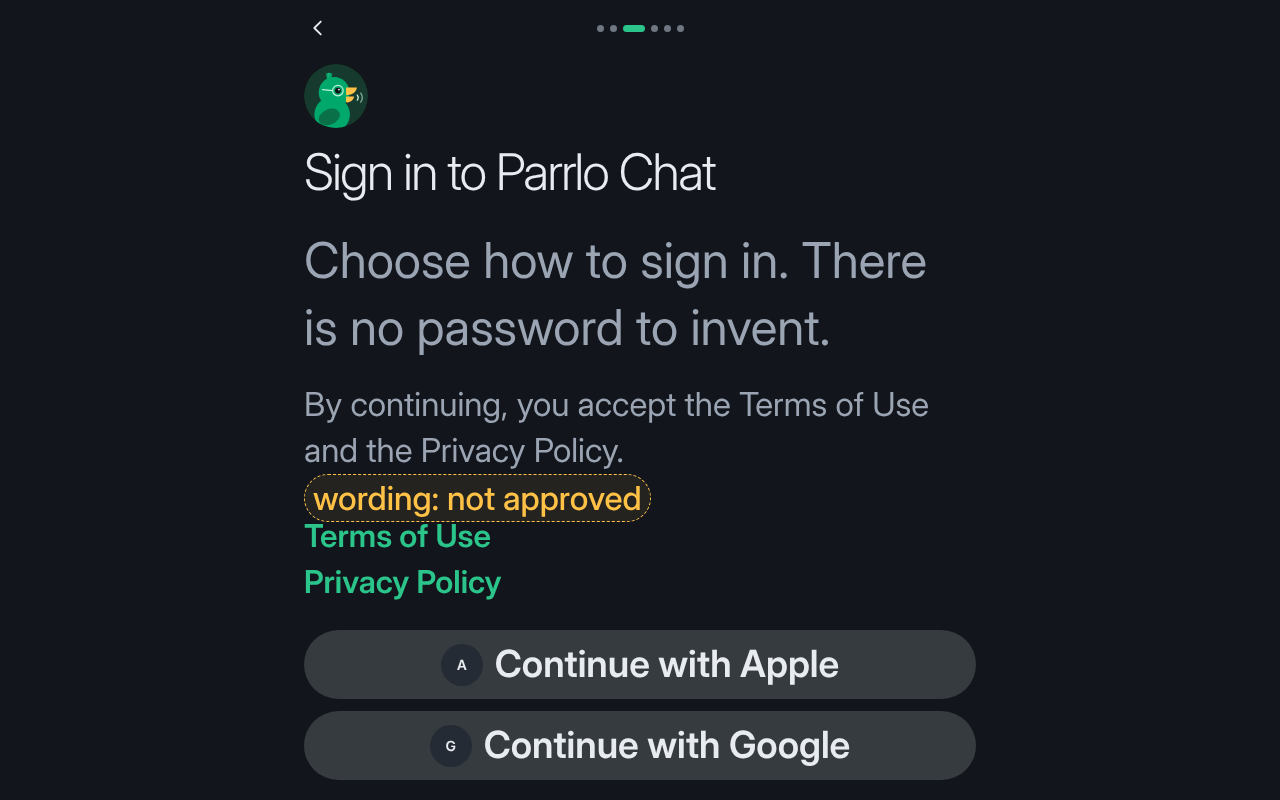 Sign in to Parrlo Chat
Choose how to sign in. There
is no password to invent.
By continuing, you accept the Terms of Use
and the Privacy Policy.
wording: not approved
Terms of Use
Privacy Policy
A Continue with Apple
G Continue with Google